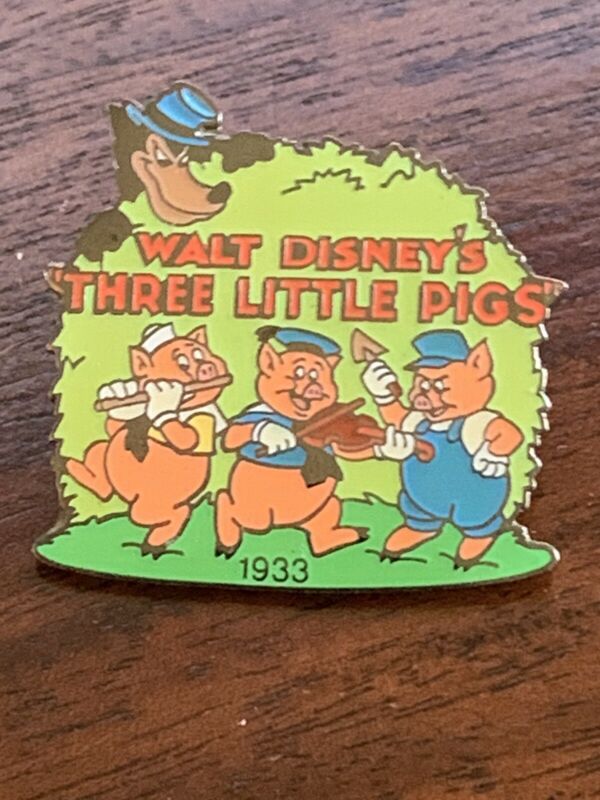 WALT DISNEY'S
"THREE LITTLE PIGS"
1933